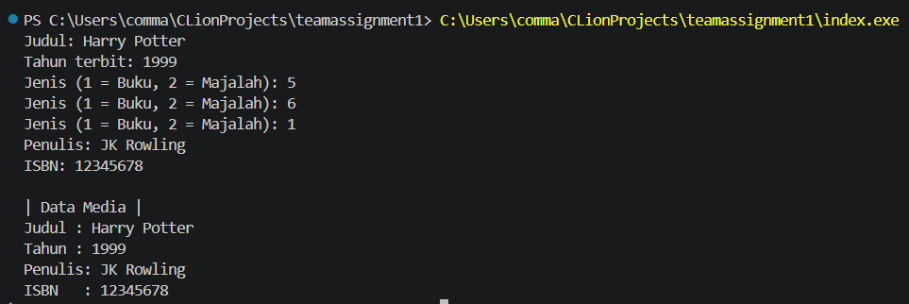 PS C:\Users\comma\CLionProjects\teamassignment1> C:\Users\comma\CLionProjects\teamassignment1\index.exe
Judul: Harry Potter
Tahun terbit: 1999
Jenis (1 = Buku, 2 = Majalah): 5
Jenis (1 = Buku, 2 = Majalah): 6
Jenis (1 = Buku, 2 = Majalah): 1
Penulis: JK Rowling
ISBN: 12345678

| Data Media |
Judul : Harry Potter
Tahun : 1999
Penulis: JK Rowling
ISBN   : 12345678